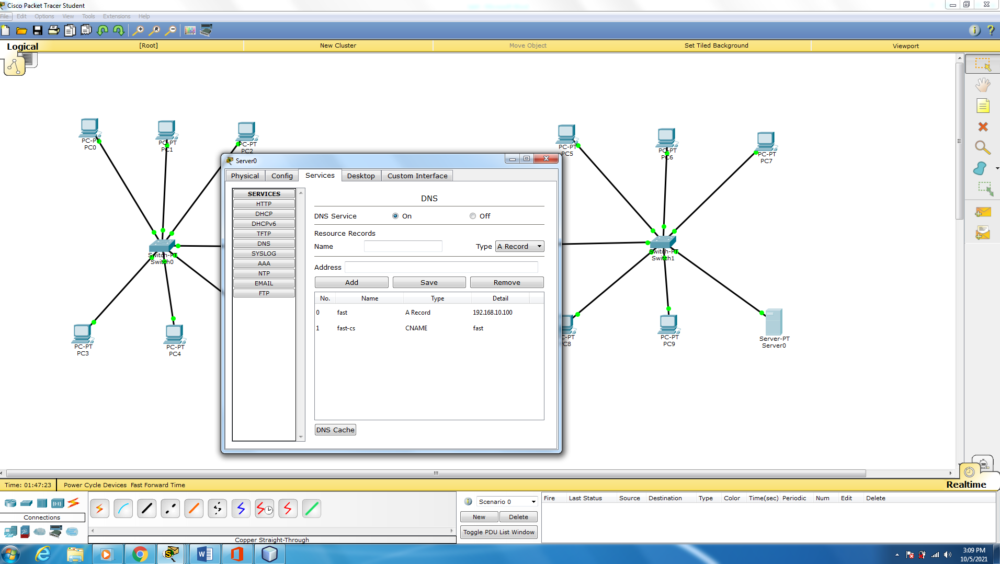 Cisco Packet Tracer Student
File Edit Options View Tools Extensions Help
Logical [Root] New Cluster Move Object Set Tiled Background Viewport
PC-PT
PC0
PC-PT
PC1
PC-PT
PC2
PC-PT
PC5
PC-PT
PC6
PC-PT
PC7
Server0
Physical Config Services Desktop Custom Interface
SERVICES
HTTP
DHCP
DHCPv6
TFTP
DNS
SYSLOG
AAA
NTP
EMAIL
FTP
DNS
DNS Service On Off
Resource Records
Name Type A Record
Address
Add Save Remove
No. Name Type Detail
0 fast A Record 192.168.10.100
1 fast-cs CNAME fast
DNS Cache
Switch-PT
Switch0
Switch-PT
Switch1
PC-PT
PC3
PC-PT
PC4
C-PT
C8
PC-PT
PC9
Server-PT
Server0
Time: 01:47:23 Power Cycle Devices Fast Forward Time Realtime
Connections
Copper Straight-Through
Scenario 0
New Delete
Toggle PDU List Window
Fire Last Status Source Destination Type Color Time(sec) Periodic Num Edit Delete
3:09 PM
10/5/2021